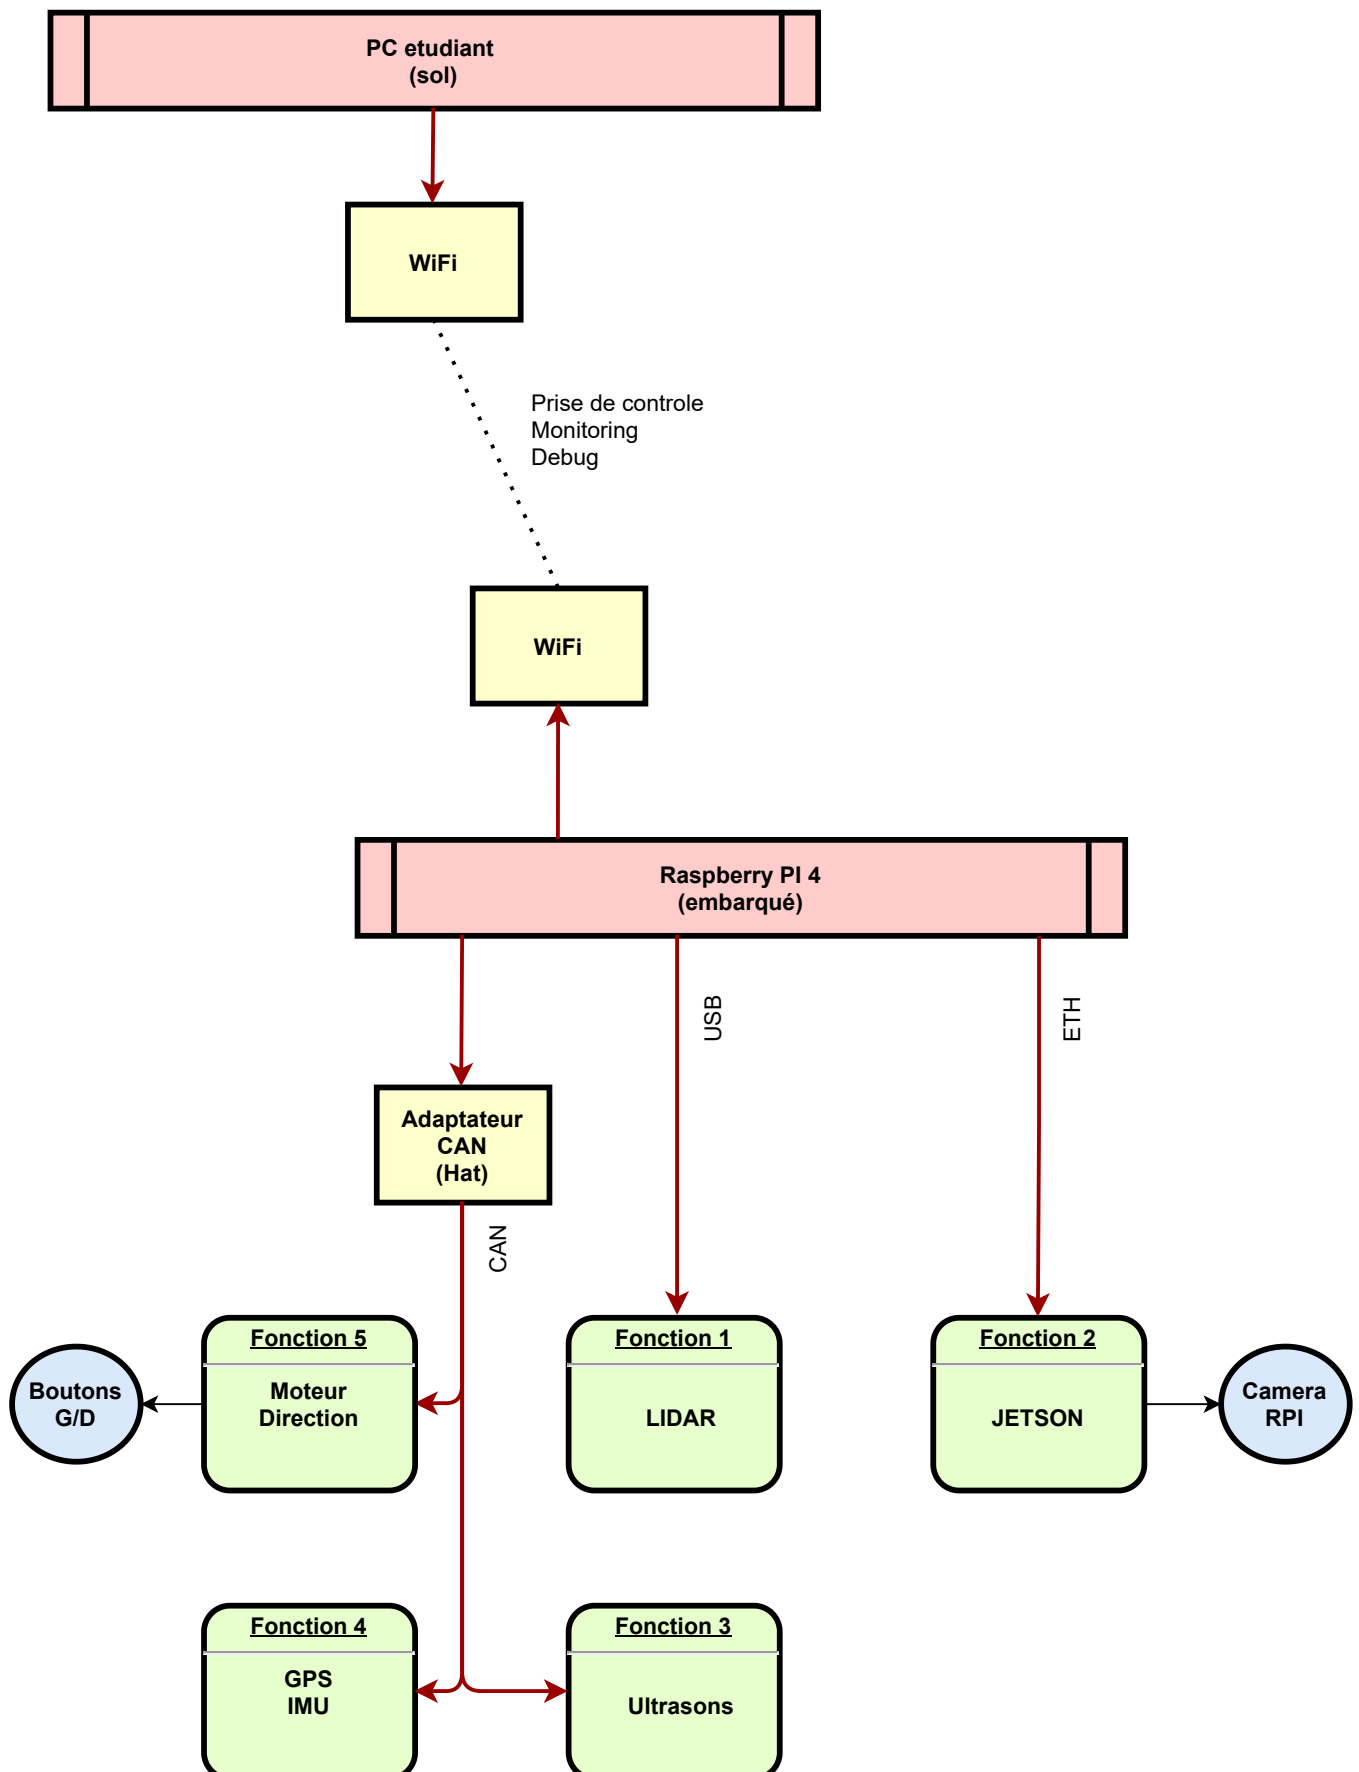 PC etudiant
(sol)
WiFi
Prise de controle
Monitoring
Debug
WiFi
Raspberry PI 4
(embarqué)
USB
ETH
Adaptateur
CAN
(Hat)
CAN
Fonction 5
Moteur
Direction
Boutons
G/D
Fonction 1
LIDAR
Fonction 2
JETSON
Camera
RPI
Fonction 4
GPS
IMU
Fonction 3
Ultrasons